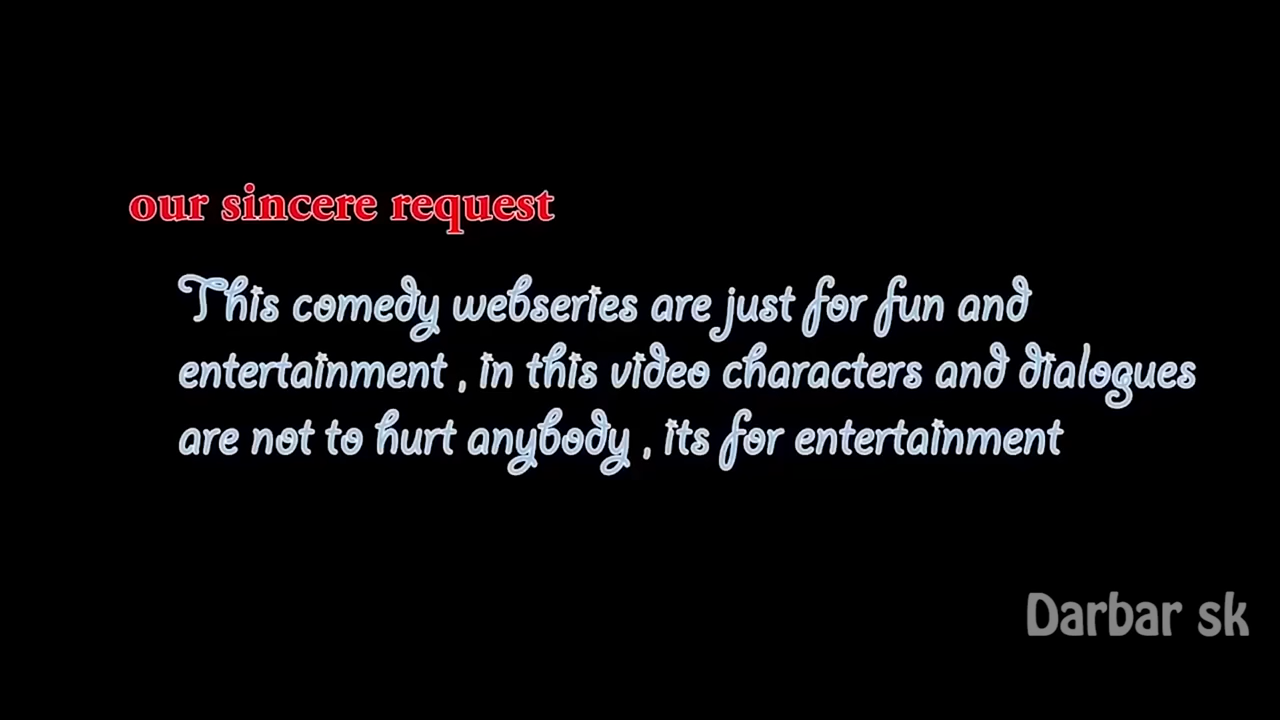 our sincere request
This comedy webseries are just for fun and
entertainment , in this video characters and dialogues
are not to hurt anybody , its for entertainment
Darbar sk